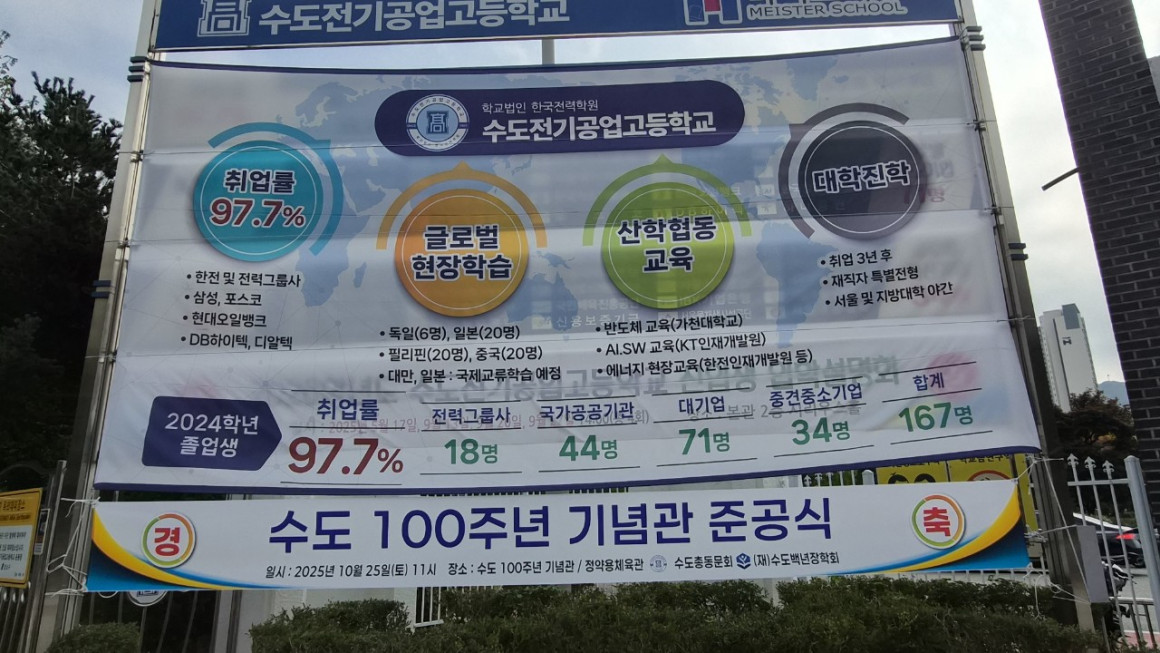 수도전기공업고등학교
MEISTER SCHOOL
학교법인 한국전력학원
수도전기공업고등학교
취업률
97.7%
• 한전 및 전력그룹사
• 삼성, 포스코
• 현대오일뱅크
• DB하이텍, 디알텍
글로벌
현장학습
• 독일(6명), 일본(20명)
• 필리핀(20명), 중국(20명)
• 대만, 일본 : 국제교류학습 예정
산학협동
교육
• 반도체 교육(가천대학교)
• AI.SW 교육(KT인재개발원)
• 에너지 현장교육(한전인재개발원 등)
대학진학
• 취업 3년 후
• 재직자 특별전형
• 서울 및 지방대학 야간
2024학년
졸업생
취업률 전력그룹사 국가공공기관 대기업 중견중소기업 합계
97.7% 18명 44명 71명 34명 167명
경 수도 100주년 기념관 준공식 축
일시 : 2025년 10월 25일(토) 11시 장소 : 수도 100주년 기념관 / 정약용체육관 수도총동문회 (재)수도백년장학회